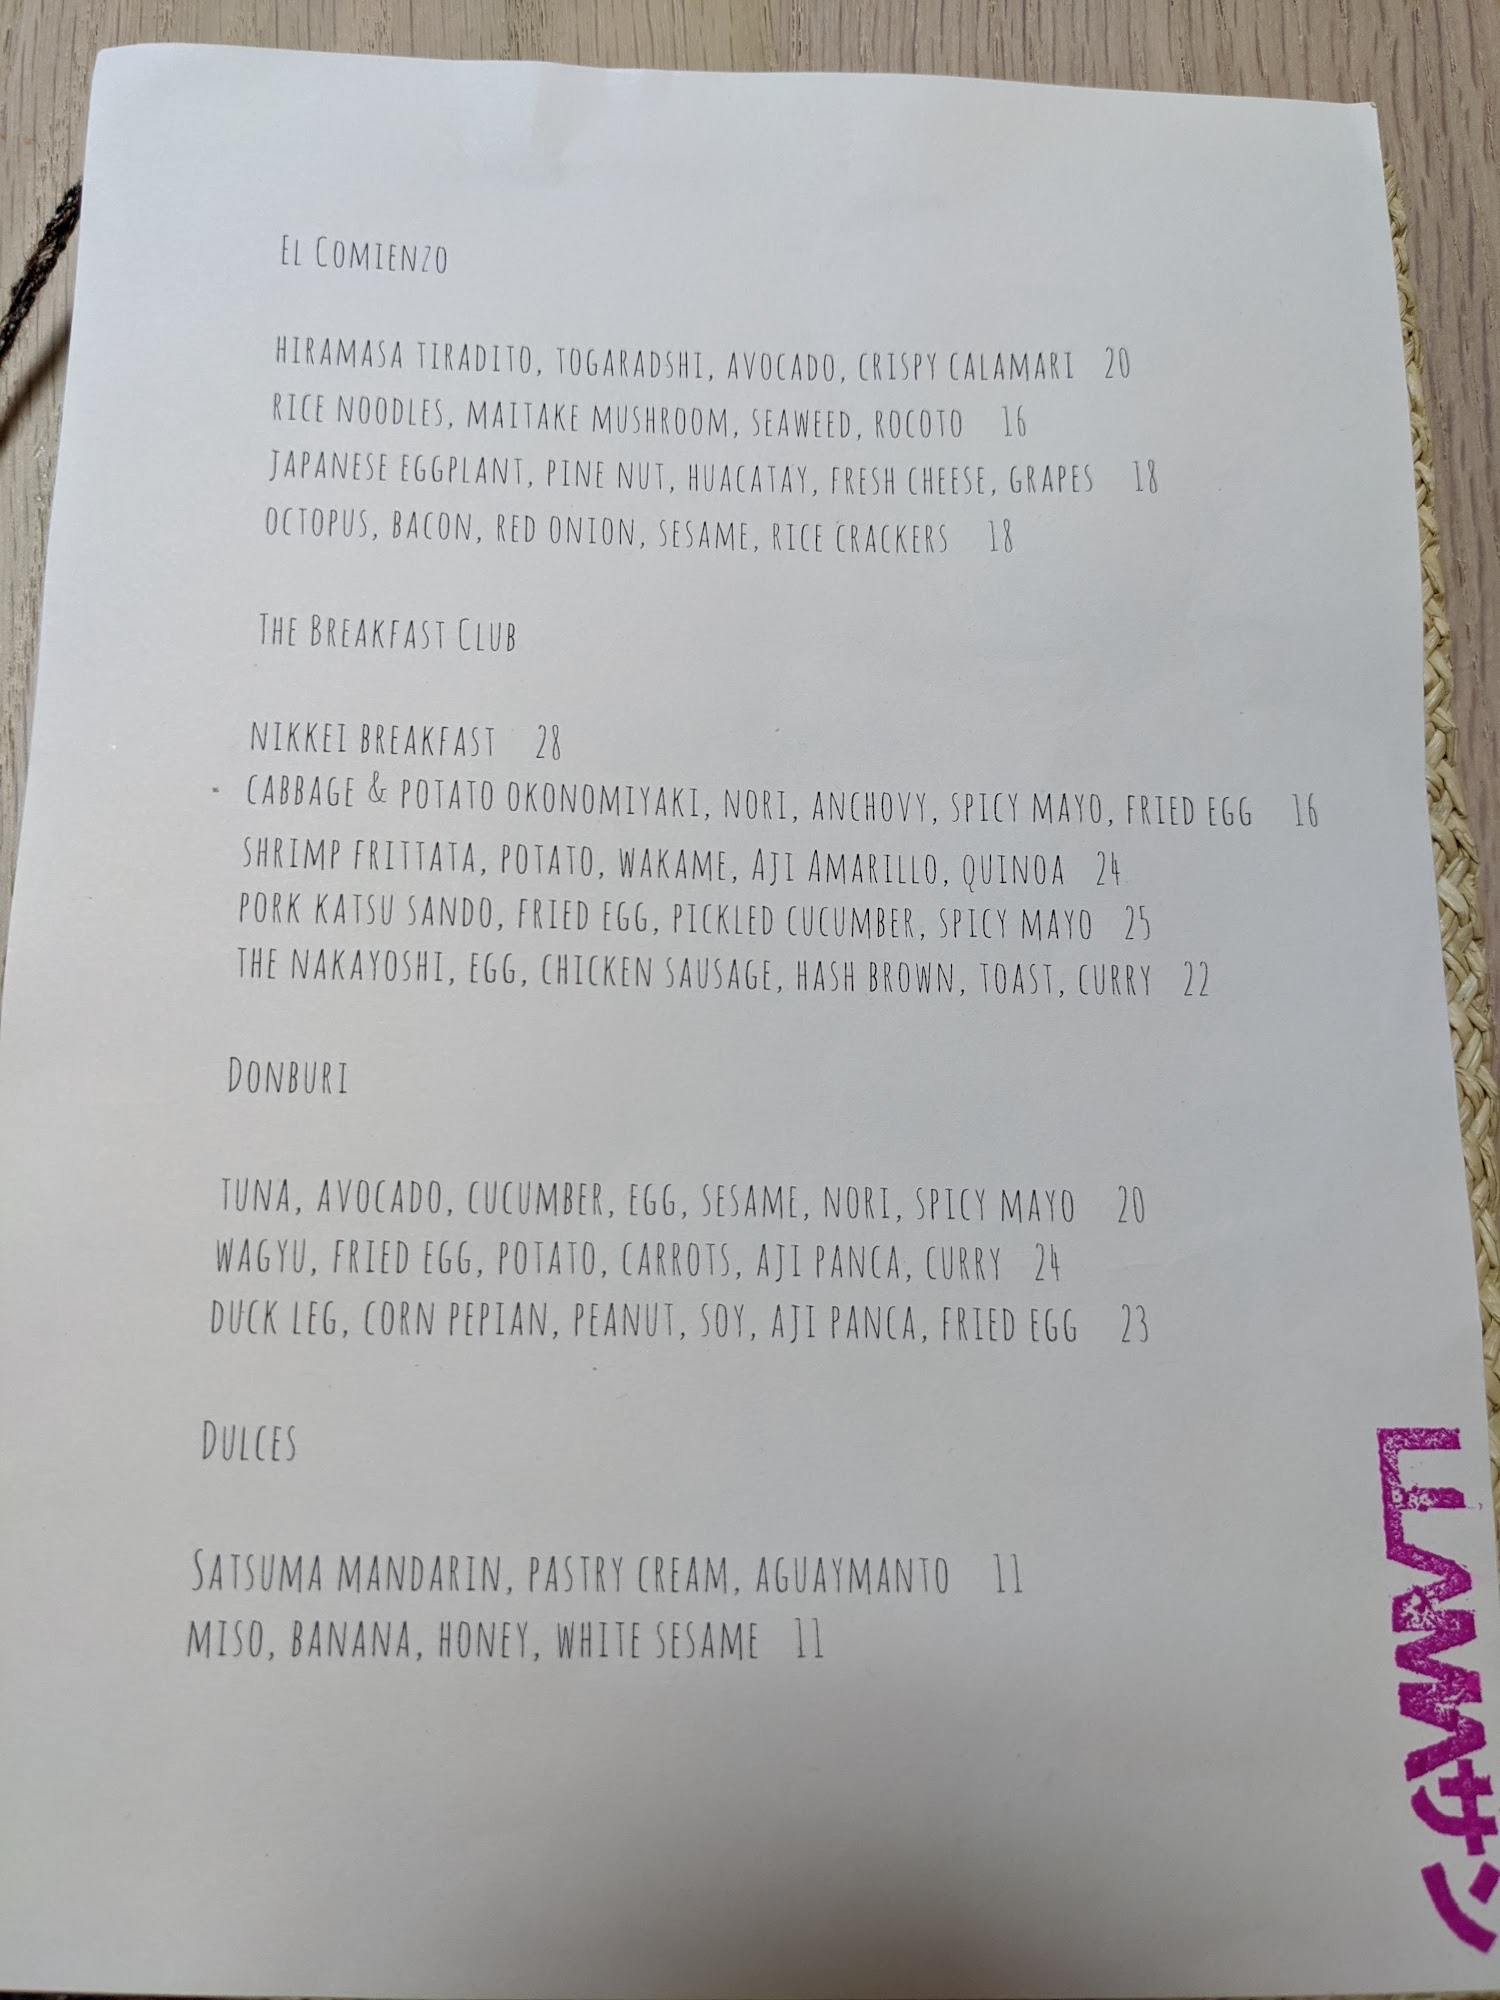 El Comienzo
HIRAMASA TIRADITO, TOGARADSHI, AVOCADO, CRISPY CALAMARI 20
RICE NOODLES, MAITAKE MUSHROOM, SEAWEED, ROCOTO 16
JAPANESE EGGPLANT, PINE NUT, HUACATAY, FRESH CHEESE, GRAPES 18
OCTOPUS, BACON, RED ONION, SESAME, RICE CRACKERS 18
The Breakfast Club
NIKKEI BREAKFAST 28
CABBAGE & POTATO OKONOMIYAKI, NORI, ANCHOVY, SPICY MAYO, FRIED EGG 16
SHRIMP FRITTATA, POTATO, WAKAME, AJI AMARILLO, QUINOA 24
PORK KATSU SANDO, FRIED EGG, PICKLED CUCUMBER, SPICY MAYO 25
THE NAKAYOSHI, EGG, CHICKEN SAUSAGE, HASH BROWN, TOAST, CURRY 22
Donburi
TUNA, AVOCADO, CUCUMBER, EGG, SESAME, NORI, SPICY MAYO 20
WAGYU, FRIED EGG, POTATO, CARROTS, AJI PANCA, CURRY 24
DUCK LEG, CORN PEPIAN, PEANUT, SOY, AJI PANCA, FRIED EGG 23
Dulces
SATSUMA MANDARIN, PASTRY CREAM, AGUAYMANTO 11
MISO, BANANA, HONEY, WHITE SESAME 11
LLAMAサン